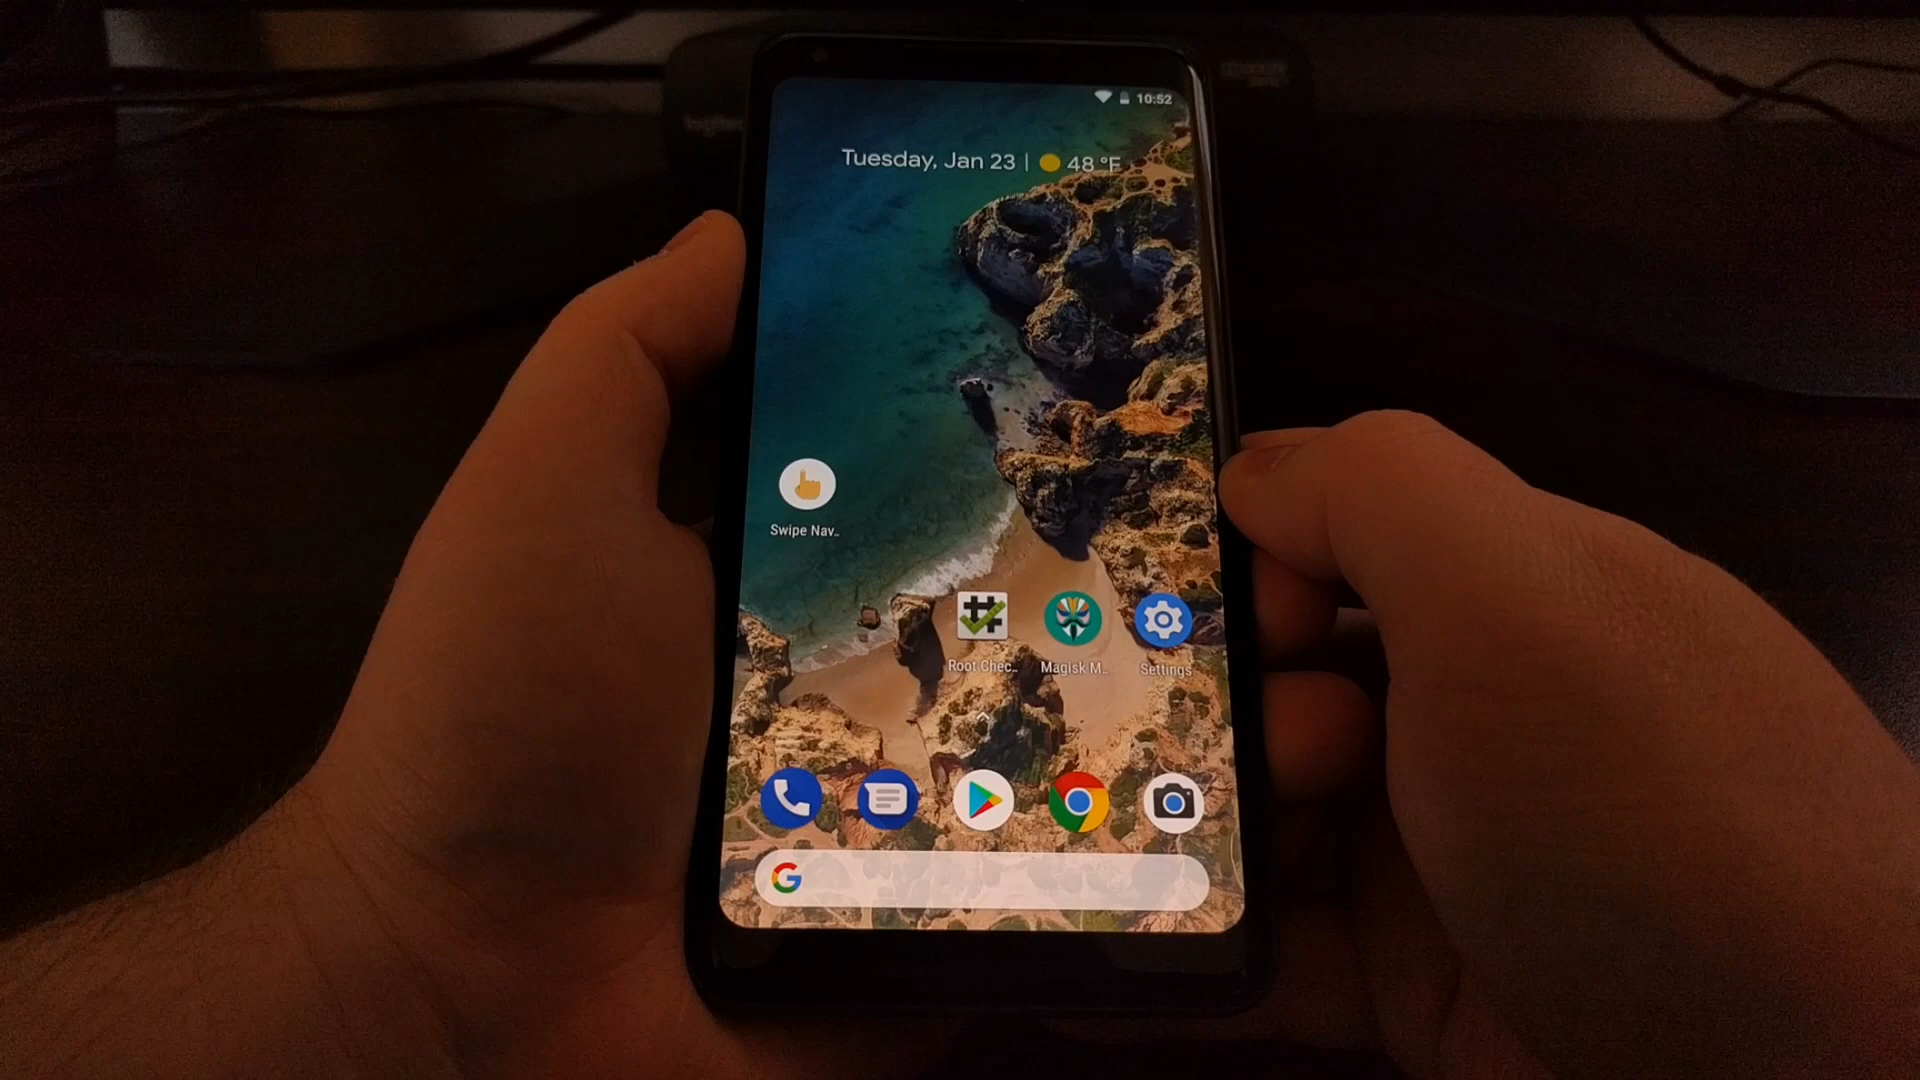 10:52
Tuesday, Jan 23 | 48 °F
Swipe Nav..
Root Chec..
Magisk M..
Settings
G